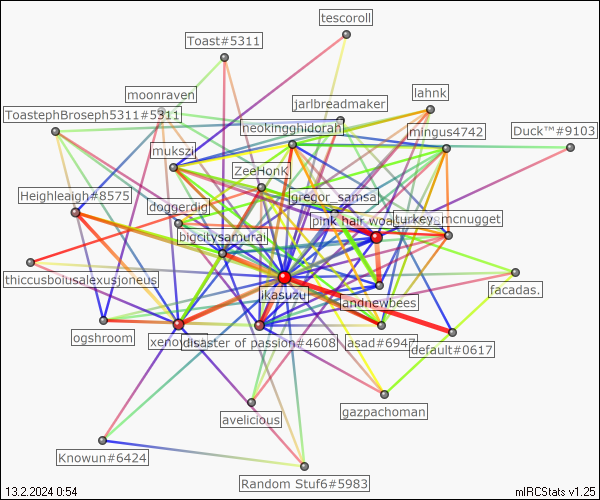 tescoroll
Toast#5311
moonraven
lahnk
jarlbreadmaker
ToastephBroseph5311#5311
neokingghidorah
mingus4742
Duck™#9103
mukszi
ZeeHonK
Heighleaigh#8575
gregor_samsa
doggerdig
pink hair woa
turkey_mcnugget
bigcitysamurai
thiccusboiusalexusjoneus
facadas.
ikasuzu
andnewbees
ogshroom
disaster of passion#4608
asad#6947
default#0617
gazpachoman
avelicious
Knowun#6424
Random Stuf6#5983
13.2.2024 0:54
mIRCStats v1.25